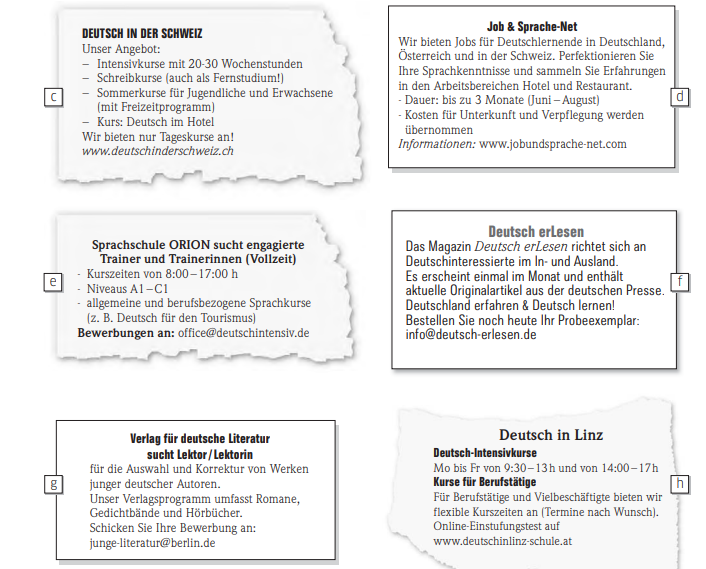 c
DEUTSCH IN DER SCHWEIZ
Unser Angebot:
– Intensivkurse mit 20-30 Wochenstunden
– Schreibkurse (auch als Fernstudium!)
– Sommerkurse für Jugendliche und Erwachsene
(mit Freizeitprogramm)
– Kurs: Deutsch im Hotel
Wir bieten nur Tageskurse an!
www.deutschinderschweiz.ch
d
Job & Sprache-Net
Wir bieten Jobs für Deutschlernende in Deutschland,
Österreich und in der Schweiz. Perfektionieren Sie
Ihre Sprachkenntnisse und sammeln Sie Erfahrungen
in den Arbeitsbereichen Hotel und Restaurant.
- Dauer: bis zu 3 Monate (Juni – August)
- Kosten für Unterkunft und Verpflegung werden
übernommen
Informationen: www.jobundsprache-net.com
e
Sprachschule ORION sucht engagierte
Trainer und Trainerinnen (Vollzeit)
- Kurszeiten von 8:00 – 17:00 h
- Niveaus A1 – C1
- allgemeine und berufsbezogene Sprachkurse
(z. B. Deutsch für den Tourismus)
Bewerbungen an: office@deutschintensiv.de
f
Deutsch erLesen
Das Magazin Deutsch erLesen richtet sich an
Deutschinteressierte im In- und Ausland.
Es erscheint einmal im Monat und enthält
aktuelle Originalartikel aus der deutschen Presse.
Deutschland erfahren & Deutsch lernen!
Bestellen Sie noch heute Ihr Probeexemplar:
info@deutsch-erlesen.de
g
Verlag für deutsche Literatur
sucht Lektor / Lektorin
für die Auswahl und Korrektur von Werken
junger deutscher Autoren.
Unser Verlagsprogramm umfasst Romane,
Gedichtbände und Hörbücher.
Schicken Sie Ihre Bewerbung an:
junge-literatur@berlin.de
h
Deutsch in Linz
Deutsch-Intensivkurse
Mo bis Fr von 9:30 – 13 h und von 14:00 – 17 h
Kurse für Berufstätige
Für Berufstätige und Vielbeschäftigte bieten wir
flexible Kurszeiten an (Termine nach Wunsch).
Online-Einstufungstest auf
www.deutschinlinz-schule.at